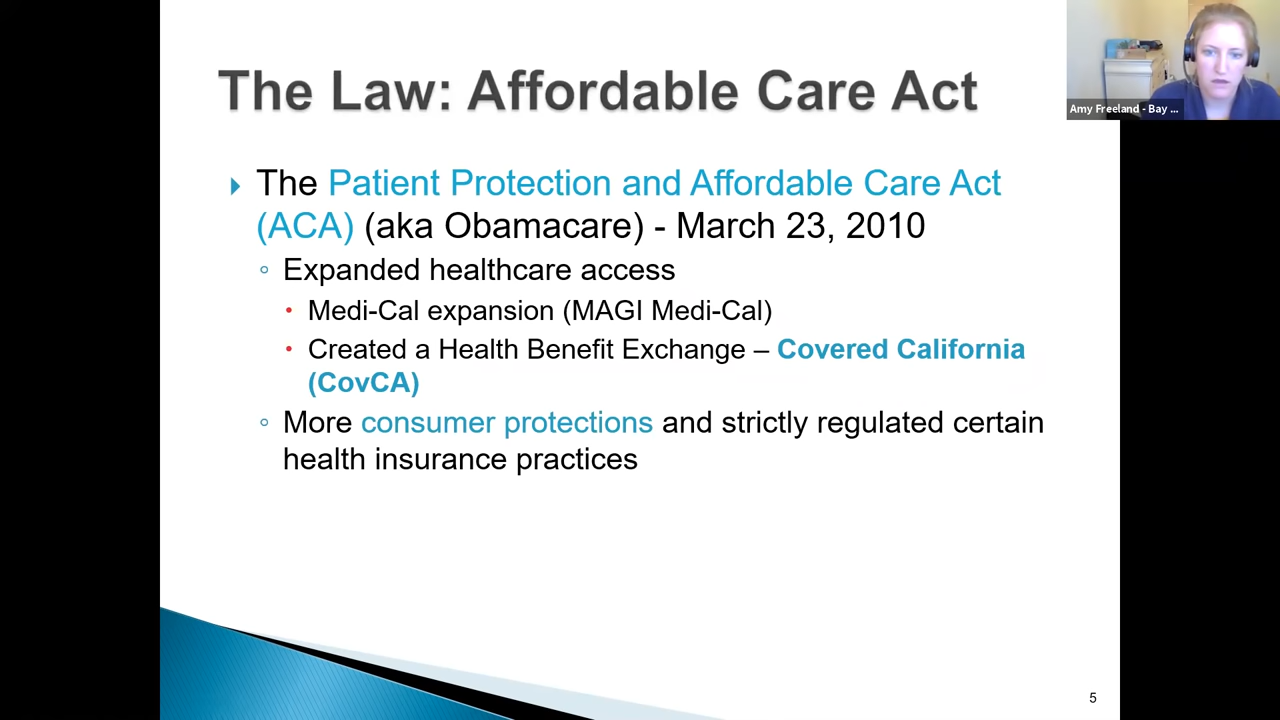 The Law: Affordable Care Act
Amy Freeland - Bay ...
The Patient Protection and Affordable Care Act
(ACA) (aka Obamacare) - March 23, 2010
Expanded healthcare access
Medi-Cal expansion (MAGI Medi-Cal)
Created a Health Benefit Exchange – Covered California
(CovCA)
More consumer protections and strictly regulated certain
health insurance practices
5